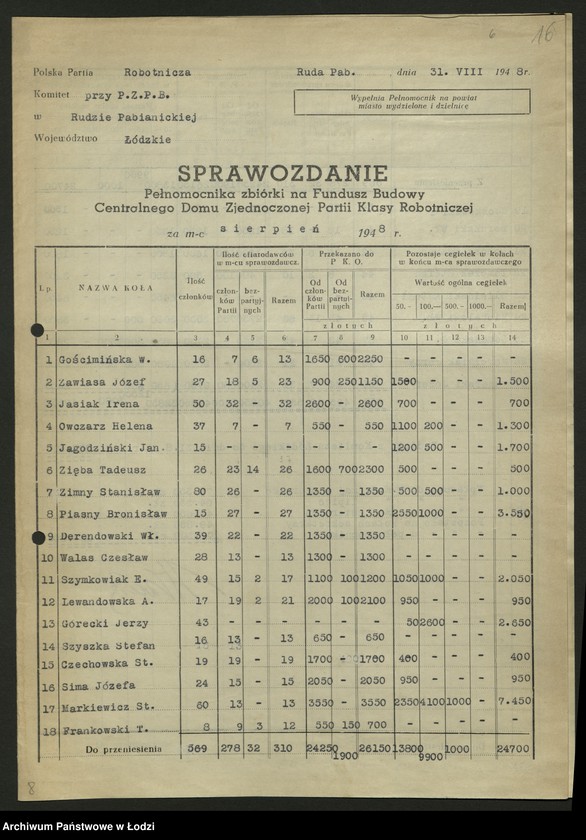 6 16
Polska Partia Robotnicza Ruda Pab. dnia 31. VIII 1948r.
Komitet przy P.Z.P.B.
Wypełnia Pełnomocnik na powiat
miasta wydzielone i dzielnicę
w Rudzie Pabianickiej
Województwo Łódzkie
SPRAWOZDANIE
Pełnomocnika zbiórki na Fundusz Budowy
Centralnego Domu Zjednoczonej Partii Klasy Robotniczej
za m-c sierpień 1948 r.
L.p. NAZWA KOŁA Ilość członków Ilość ofiarodawców w m-cu sprawozdawcz. Przekazano do P K. O. Pozostaje cegiełek w kołach w końcu m-ca sprawozdawczego
członków Partii bezpartyjnych Razem Od członków Partii Od bezpartyjnych Razem Wartość ogólna cegiełek
50.- 100.— 500.- 1000.- Razem
złotych złotych
1 2 3 4 5 6 7 8 9 10 11 12 13 14
1 Gościmińska W. 16 7 6 13 1650 600 2250 - - - - -
2 Zawiasa Józef 27 18 5 23 900 250 1150 1500 - - - 1.500
3 Jasiak Irena 50 32 - 32 2600 - 2600 700 - - - 700
4 Owczarz Helena 37 7 - 7 550 - 550 1100 200 - - 1.300
5 Jagodziński Jan. 15 - - - - - - 1200 500 - - 1.700
6 Zięba Tadeusz 26 23 14 26 1600 700 2300 500 - - - 500
7 Zimny Stanisław 80 26 - 26 1350 - 1350 500 500 - - 1.000
8 Piasny Bronisław 15 27 - 27 1350 - 1350 2550 1000 - - 3.550
9 Derendowski Wł. 39 22 - 22 1350 - 1350 - - - - -
10 Walas Czesław 28 13 - 13 1300 - 1300 - - - - -
11 Szymkowiak E. 49 15 2 17 1100 100 1200 1050 1000 - - 2.050
12 Lewandowska A. 17 19 2 21 2000 100 2100 950 - - - 950
13 Górecki Jerzy 43 - - - - - - 50 2600 - - 2.650
14 Szyszka Stefan 16 13 - 13 650 - 650 - - - - -
15 Czechowska St. 19 19 - 19 1700 - 1700 400 - - - 400
16 Sima Józefa 24 15 - 15 2050 - 2050 950 - - - 950
17 Markiewicz St. 60 13 - 13 3550 - 3550 2350 4100 1000 - 7.450
18 Frankowski T. 8 9 3 12 550 150 700 - - - - -
Do przeniesienia 569 278 32 310 24250 1900 26150 13800 9900 1000 24700
8
Archiwum Państwowe w Łodzi